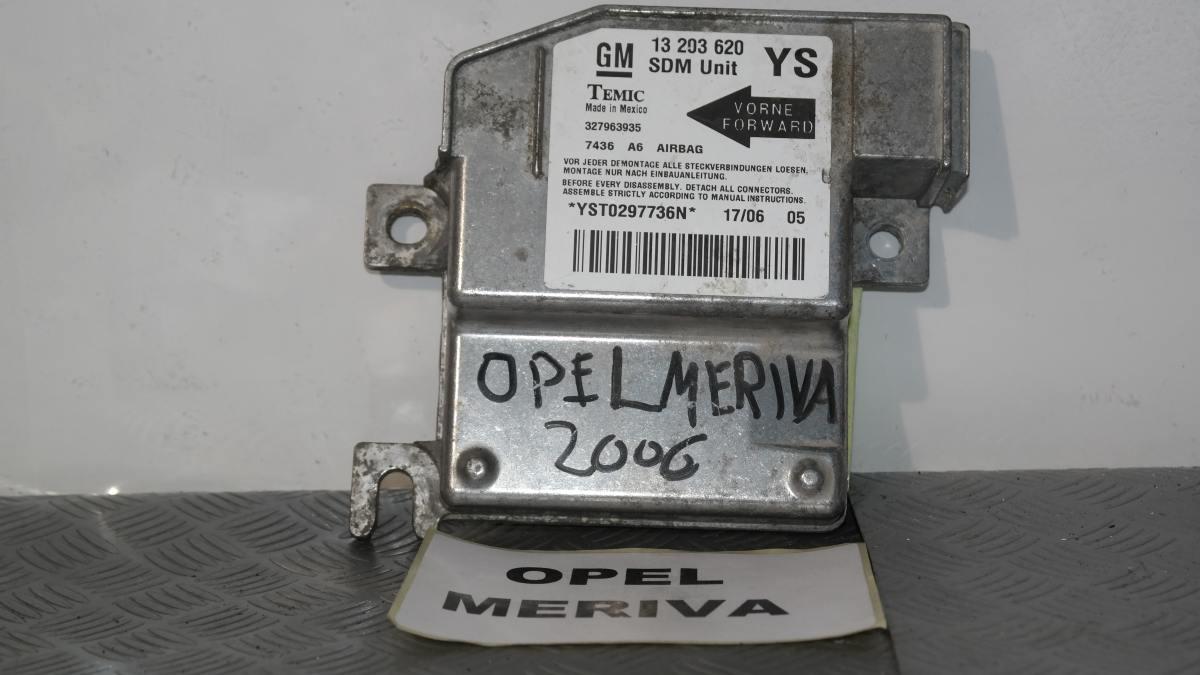 GM 13 203 620 YS
SDM Unit
TEMIC
Made in Mexico
VORNE
FORWARD
327963935
7436 A6 AIRBAG
VOR JEDER DEMONTAGE ALLE STECKVERBINDUNGEN LOESEN.
MONTAGE NUR NACH EINBAUANLEITUNG.
BEFORE EVERY DISASSEMBLY. DETACH ALL CONNECTORS.
ASSEMBLE STRICTLY ACCORDING TO MANUAL INSTRUCTIONS.
*YST0297736N* 17/06 05
OPEL MERIVA
2006
OPEL
MERIVA